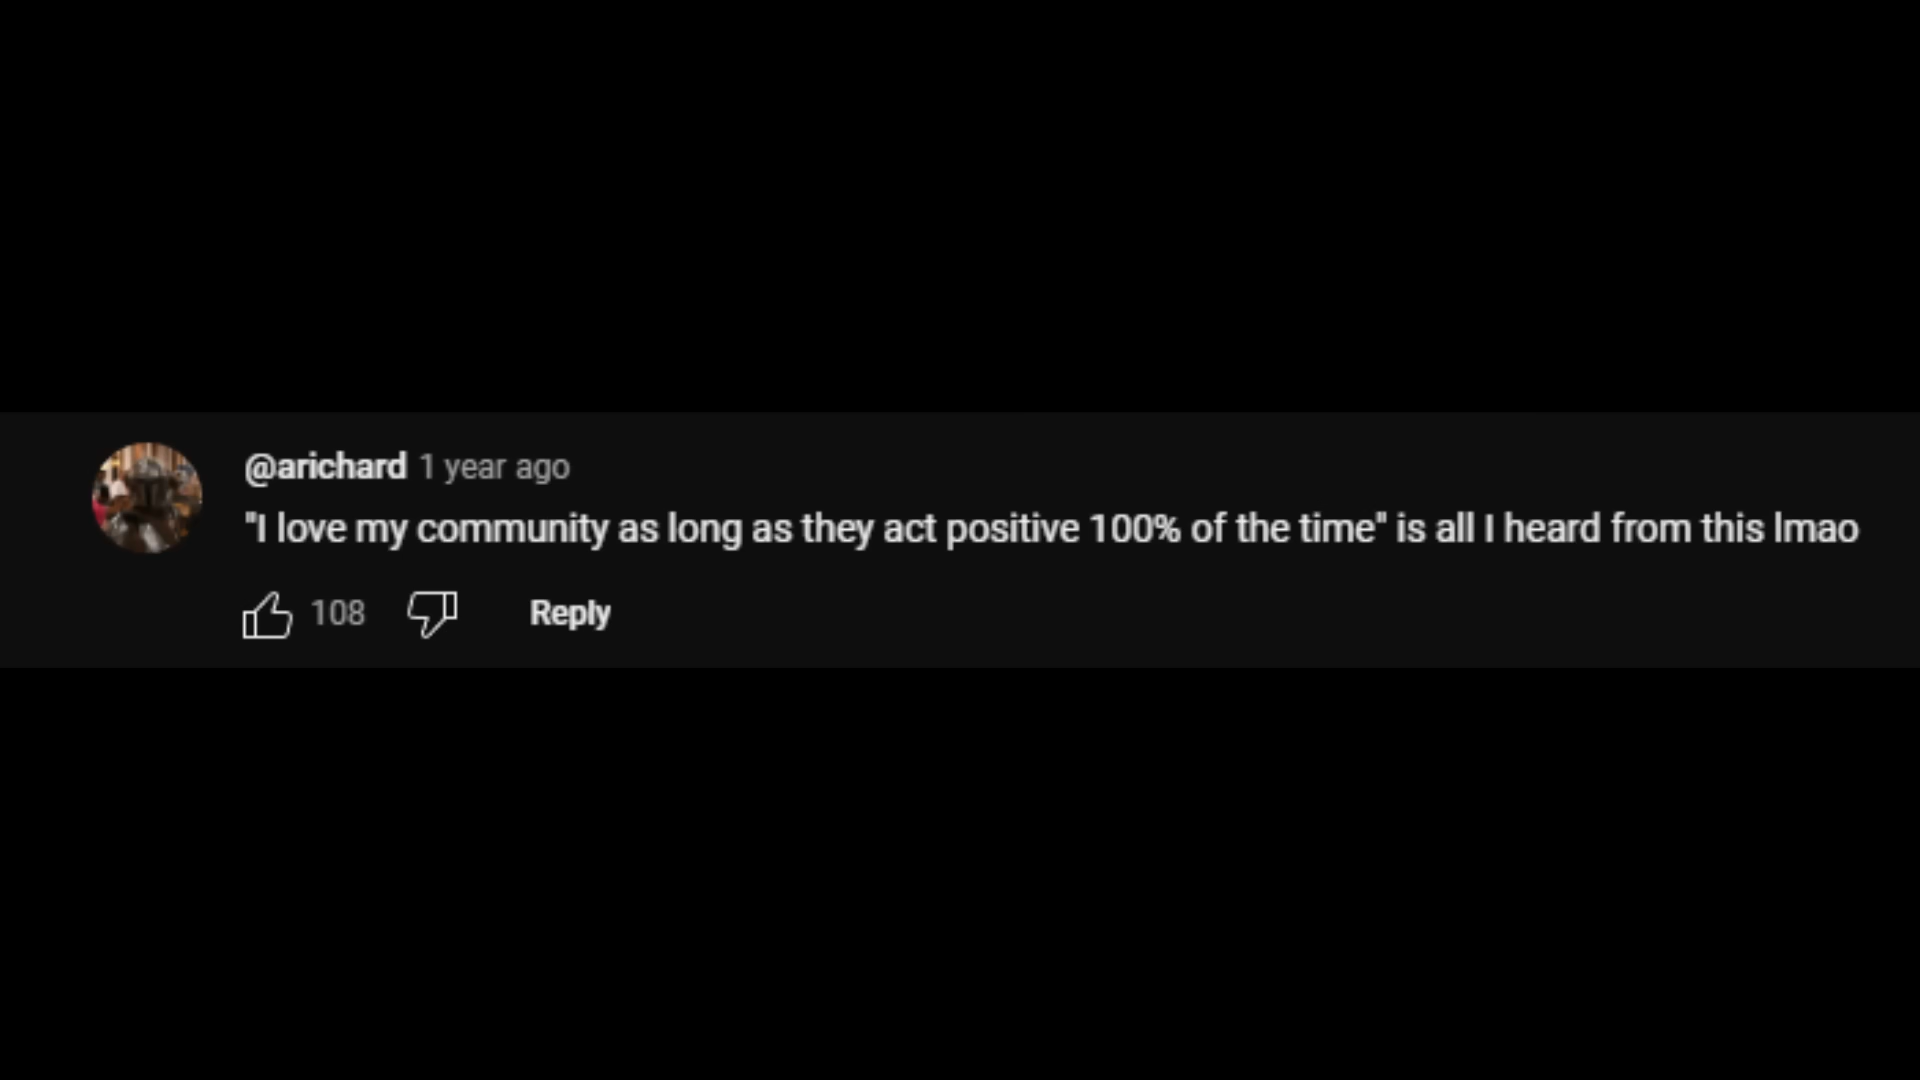 @arichard 1 year ago
"I love my community as long as they act positive 100% of the time" is all I heard from this lmao
108 Reply